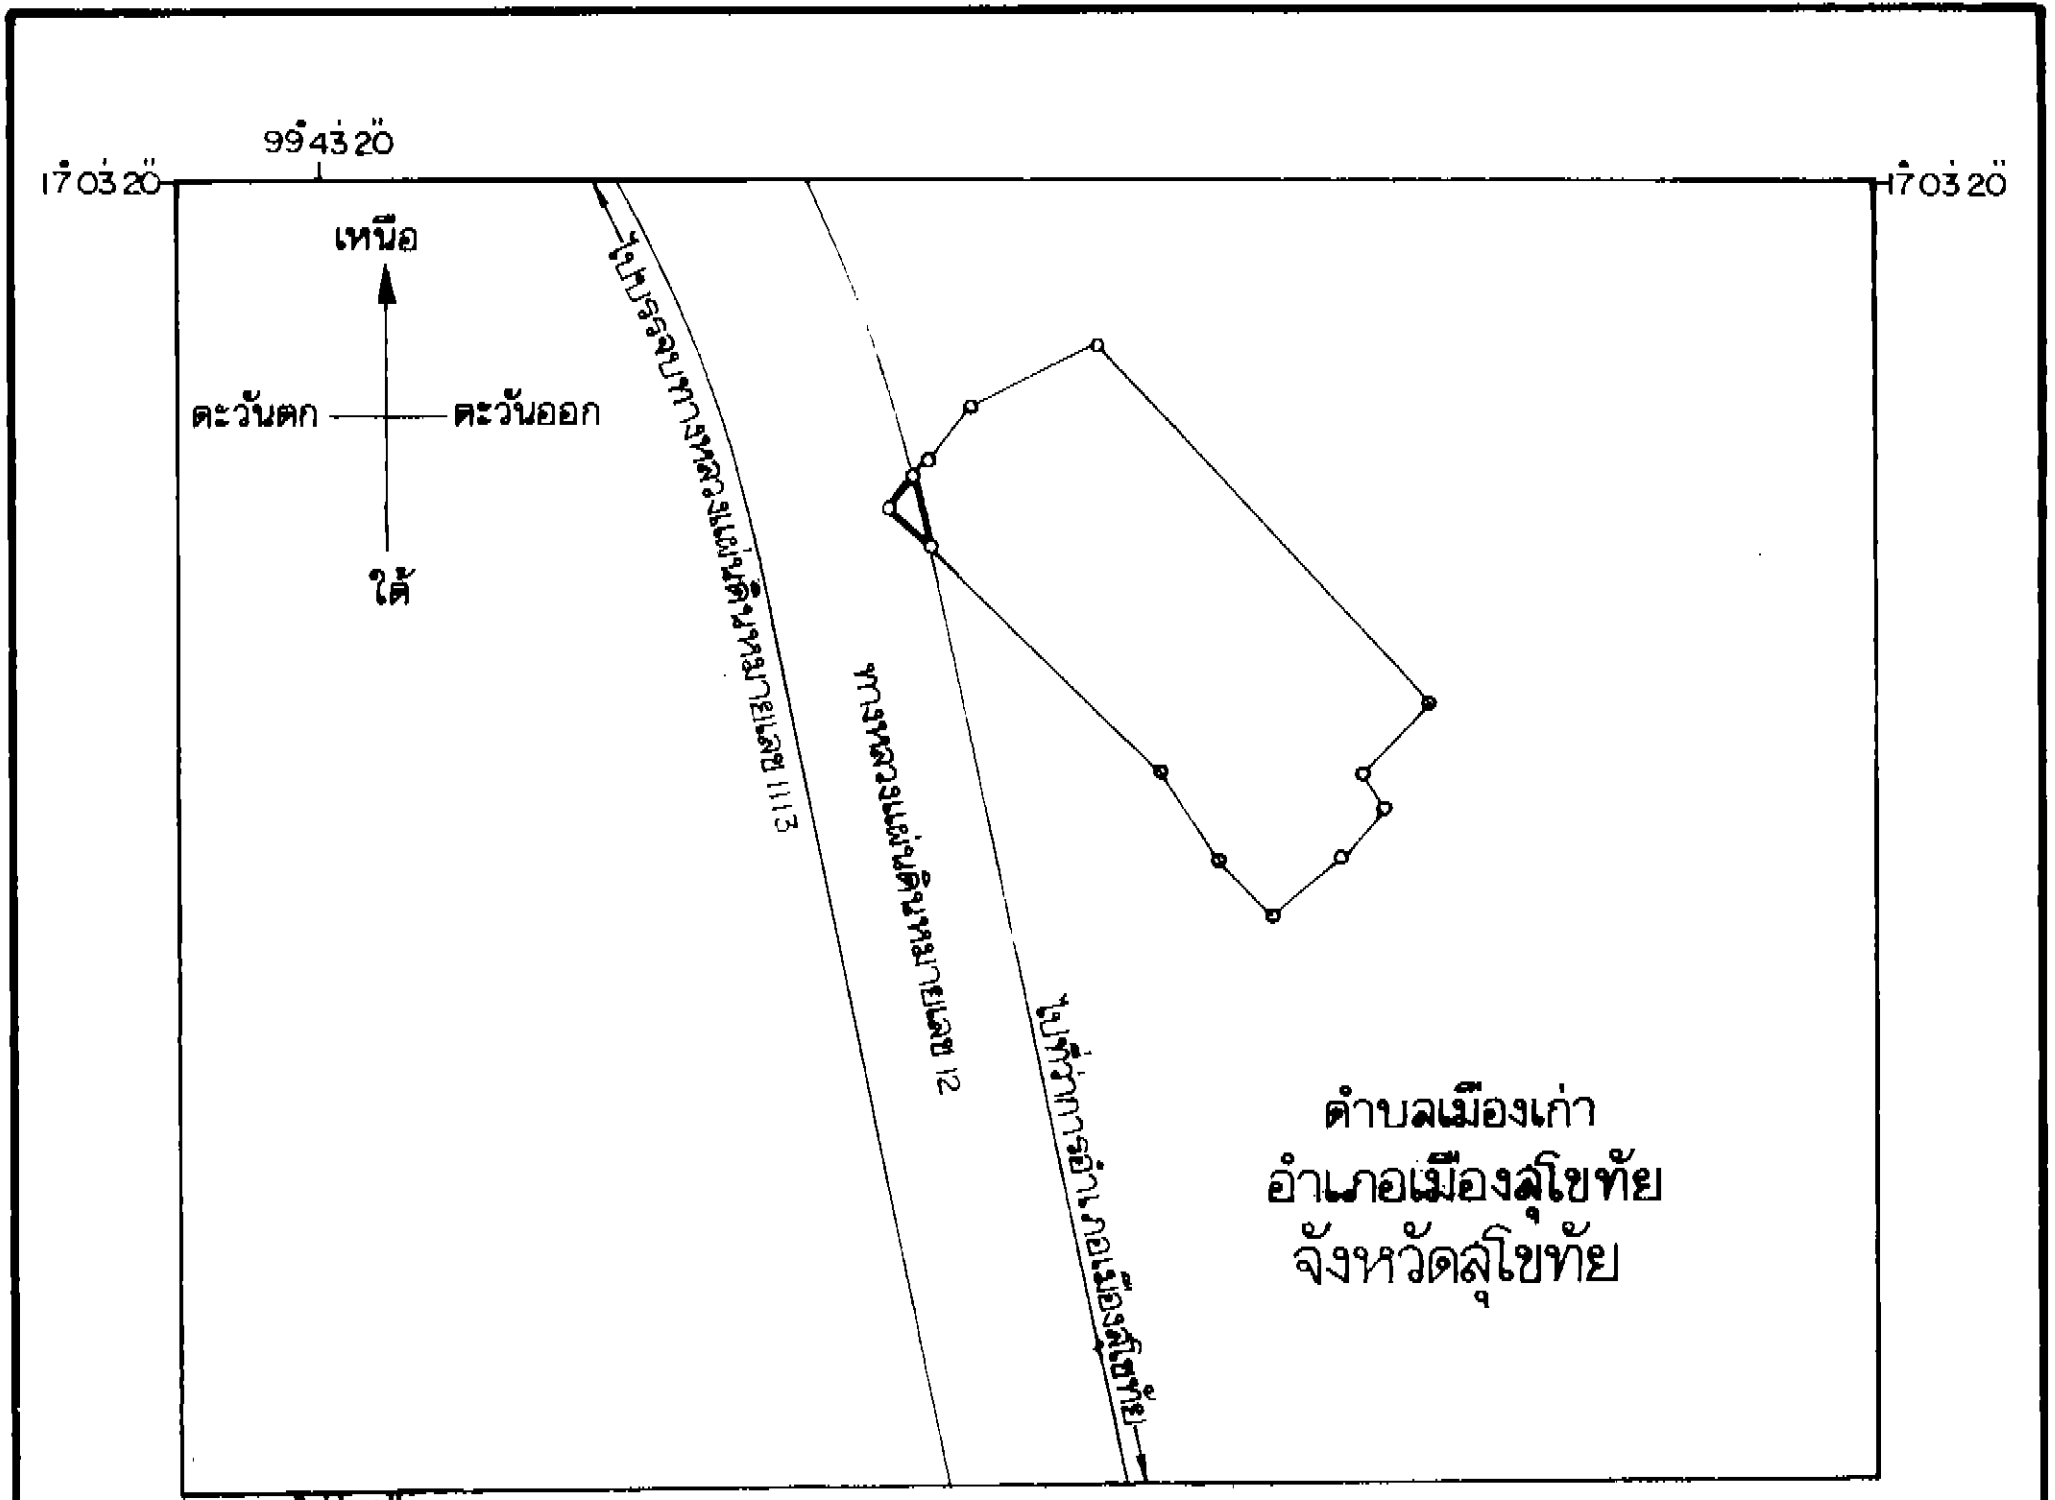 99°43'20"
17°03'20"
17°03'20"
เหนือ
ตะวันตก
ตะวันออก
ใต้
ไปบรรจบทางหลวงแผ่นดินหมายเลข 1113
ทางหลวงแผ่นดินหมายเลข 12
ไปที่ว่าการอำเภอเมืองสุโขทัย
ตำบลเมืองเก่า
อำเภอเมืองสุโขทัย
จังหวัดสุโขทัย